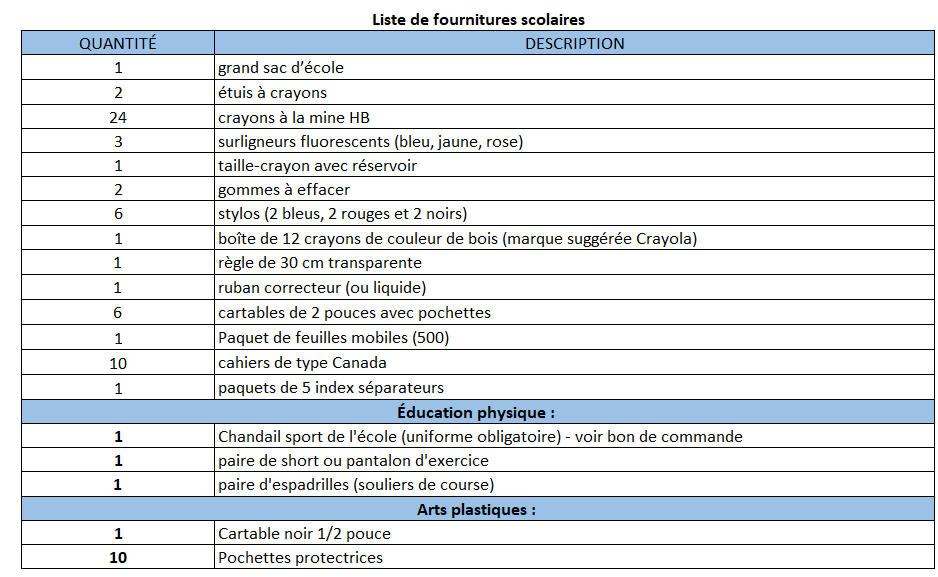 Liste de fournitures scolaires
QUANTITÉ DESCRIPTION
1 grand sac d’école
2 étuis à crayons
24 crayons à la mine HB
3 surligneurs fluorescents (bleu, jaune, rose)
1 taille-crayon avec réservoir
2 gommes à effacer
6 stylos (2 bleus, 2 rouges et 2 noirs)
1 boîte de 12 crayons de couleur de bois (marque suggérée Crayola)
1 règle de 30 cm transparente
1 ruban correcteur (ou liquide)
6 cartables de 2 pouces avec pochettes
1 Paquet de feuilles mobiles (500)
10 cahiers de type Canada
1 paquets de 5 index séparateurs
Éducation physique :
1 Chandail sport de l'école (uniforme obligatoire) - voir bon de commande
1 paire de short ou pantalon d'exercice
1 paire d'espadrilles (souliers de course)
Arts plastiques :
1 Cartable noir 1/2 pouce
10 Pochettes protectrices